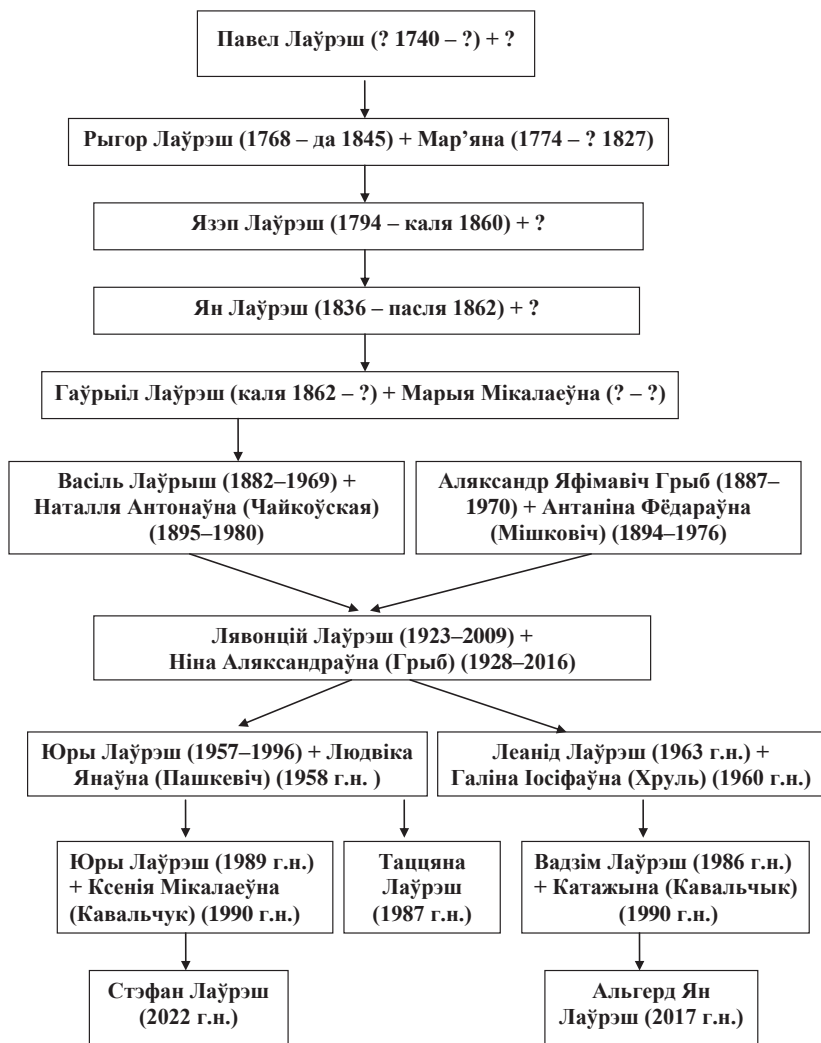 Павел Лаўрэш (? 1740 – ?) + ?
Рыгор Лаўрэш (1768 – да 1845) + Мар’яна (1774 – ? 1827)
Язэп Лаўрэш (1794 – каля 1860) + ?
Ян Лаўрэш (1836 – пасля 1862) + ?
Гаўрыіл Лаўрэш (каля 1862 – ?) + Марыя Мікалаеўна (? – ?)
Васіль Лаўрыш (1882–1969) +
Наталля Антонаўна (Чайкоўская)
(1895–1980)
Аляксандр Яфімавіч Грыб (1887–
1970) + Антаніна Фёдараўна
(Мішковіч) (1894–1976)
Лявонцій Лаўрэш (1923–2009) +
Ніна Аляксандраўна (Грыб) (1928–2016)
Юры Лаўрэш (1957–1996) + Людвіка
Янаўна (Пашкевіч) (1958 г.н. )
Леанід Лаўрэш (1963 г.н.) +
Галіна Іосіфаўна (Хруль) (1960 г.н.)
Юры Лаўрэш (1989 г.н.)
+ Ксенія Мікалаеўна
(Кавальчук) (1990 г.н.)
Таццяна
Лаўрэш
(1987 г.н.)
Вадзім Лаўрэш (1986 г.н.)
+ Катажына (Кавальчык)
(1990 г.н.)
Стэфан Лаўрэш
(2022 г.н.)
Альгерд Ян
Лаўрэш (2017 г.н.)